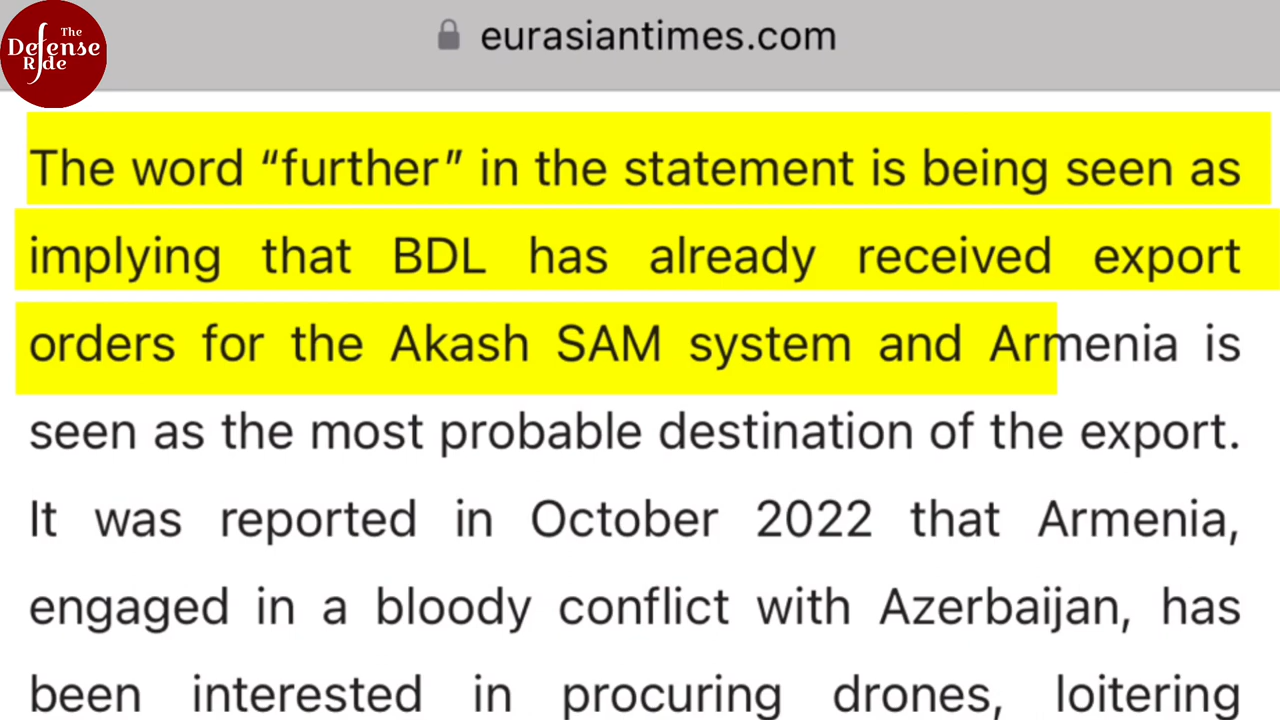 The
Defense
Ride
eurasiantimes.com
The word “further” in the statement is being seen as
implying that BDL has already received export
orders for the Akash SAM system and Armenia is
seen as the most probable destination of the export.
It was reported in October 2022 that Armenia,
engaged in a bloody conflict with Azerbaijan, has
been interested in procuring drones, loitering